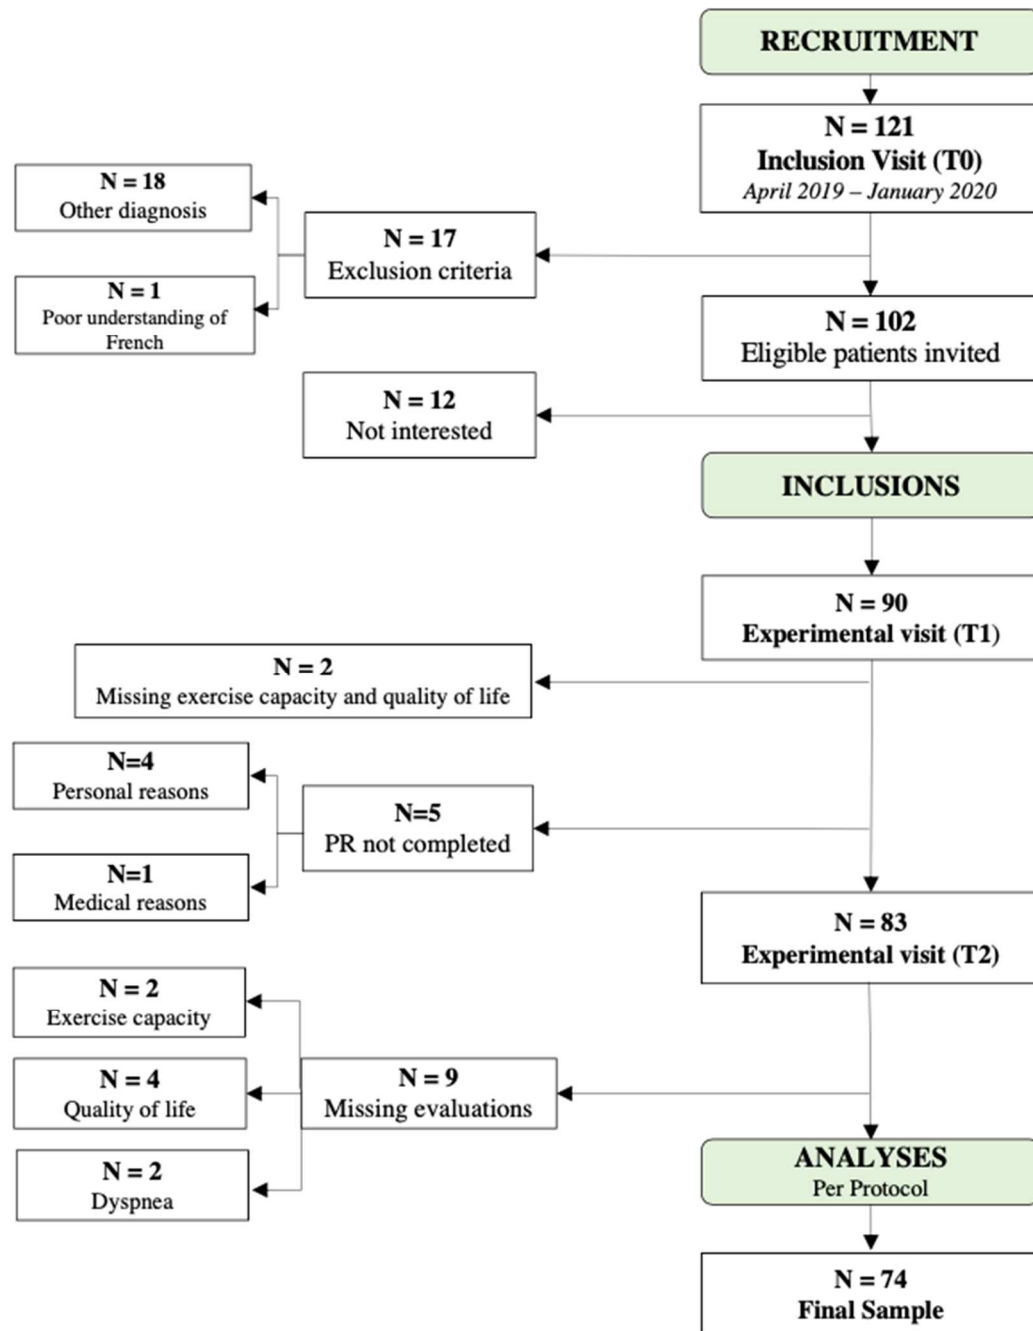 RECRUITMENT
N = 121
Inclusion Visit (T0)
April 2019 – January 2020
N = 18
Other diagnosis
N = 17
Exclusion criteria
N = 1
Poor understanding of
French
N = 102
Eligible patients invited
N = 12
Not interested
INCLUSIONS
N = 90
Experimental visit (T1)
N = 2
Missing exercise capacity and quality of life
N=4
Personal reasons
N=5
PR not completed
N=1
Medical reasons
N = 83
Experimental visit (T2)
N = 2
Exercise capacity
N = 4
Quality of life
N = 9
Missing evaluations
N = 2
Dyspnea
ANALYSES
Per Protocol
N = 74
Final Sample